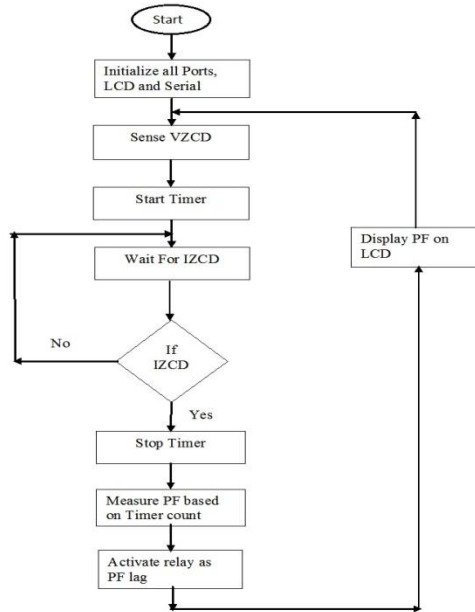 Start
Initialize all Ports,
LCD and Serial
Sense VZCD
Start Timer
Wait For IZCD
If
IZCD
No
Yes
Stop Timer
Measure PF based
on Timer count
Activate relay as
PF lag
Display PF on
LCD